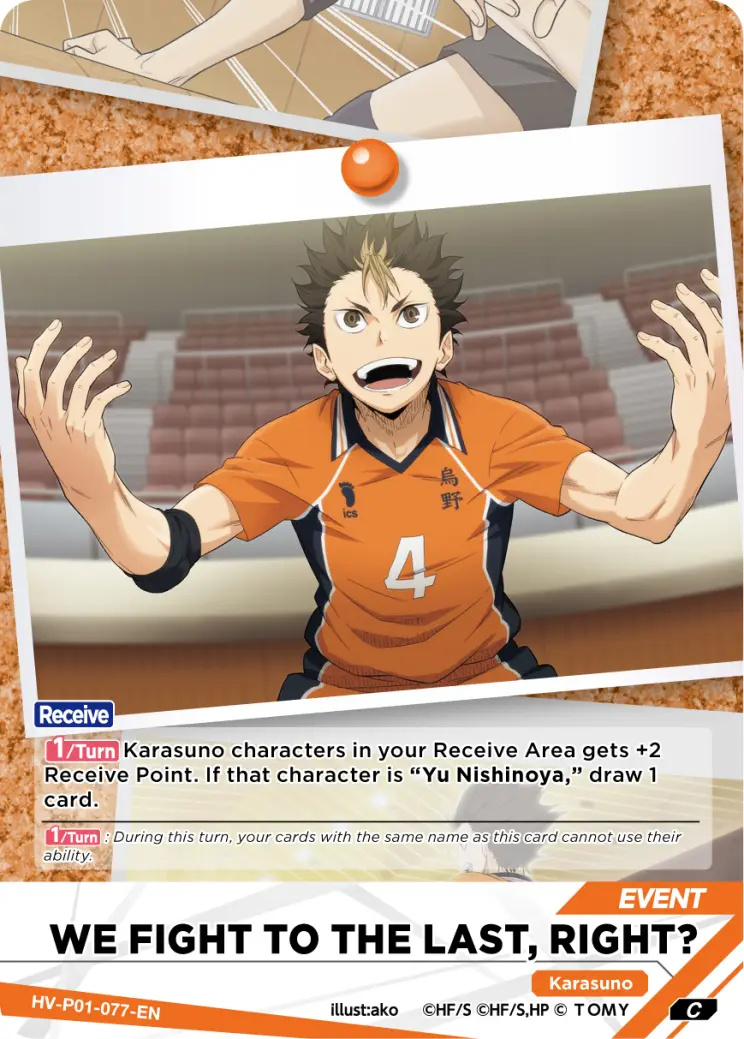 烏
野
ics
4
Receive
1/Turn Karasuno characters in your Receive Area gets +2
Receive Point. If that character is “Yu Nishinoya,” draw 1
card.
1/Turn : During this turn, your cards with the same name as this card cannot use their
ability.
EVENT
WE FIGHT TO THE LAST, RIGHT?
Karasuno
HV-P01-077-EN
illust:ako ©HF/S ©HF/S,HP © TOMY
C